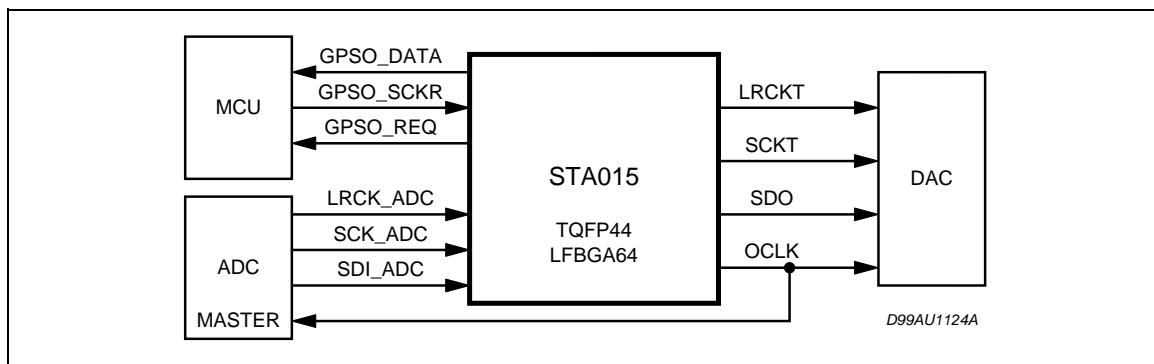 GPSO_DATA
MCU
GPSO_SCKR
GPSO_REQ
LRCK_ADC
SCK_ADC
ADC
SDI_ADC
MASTER
STA015
TQFP44
LFBGA64
LRCKT
SCKT
DAC
SDO
OCLK
D99AU1124A